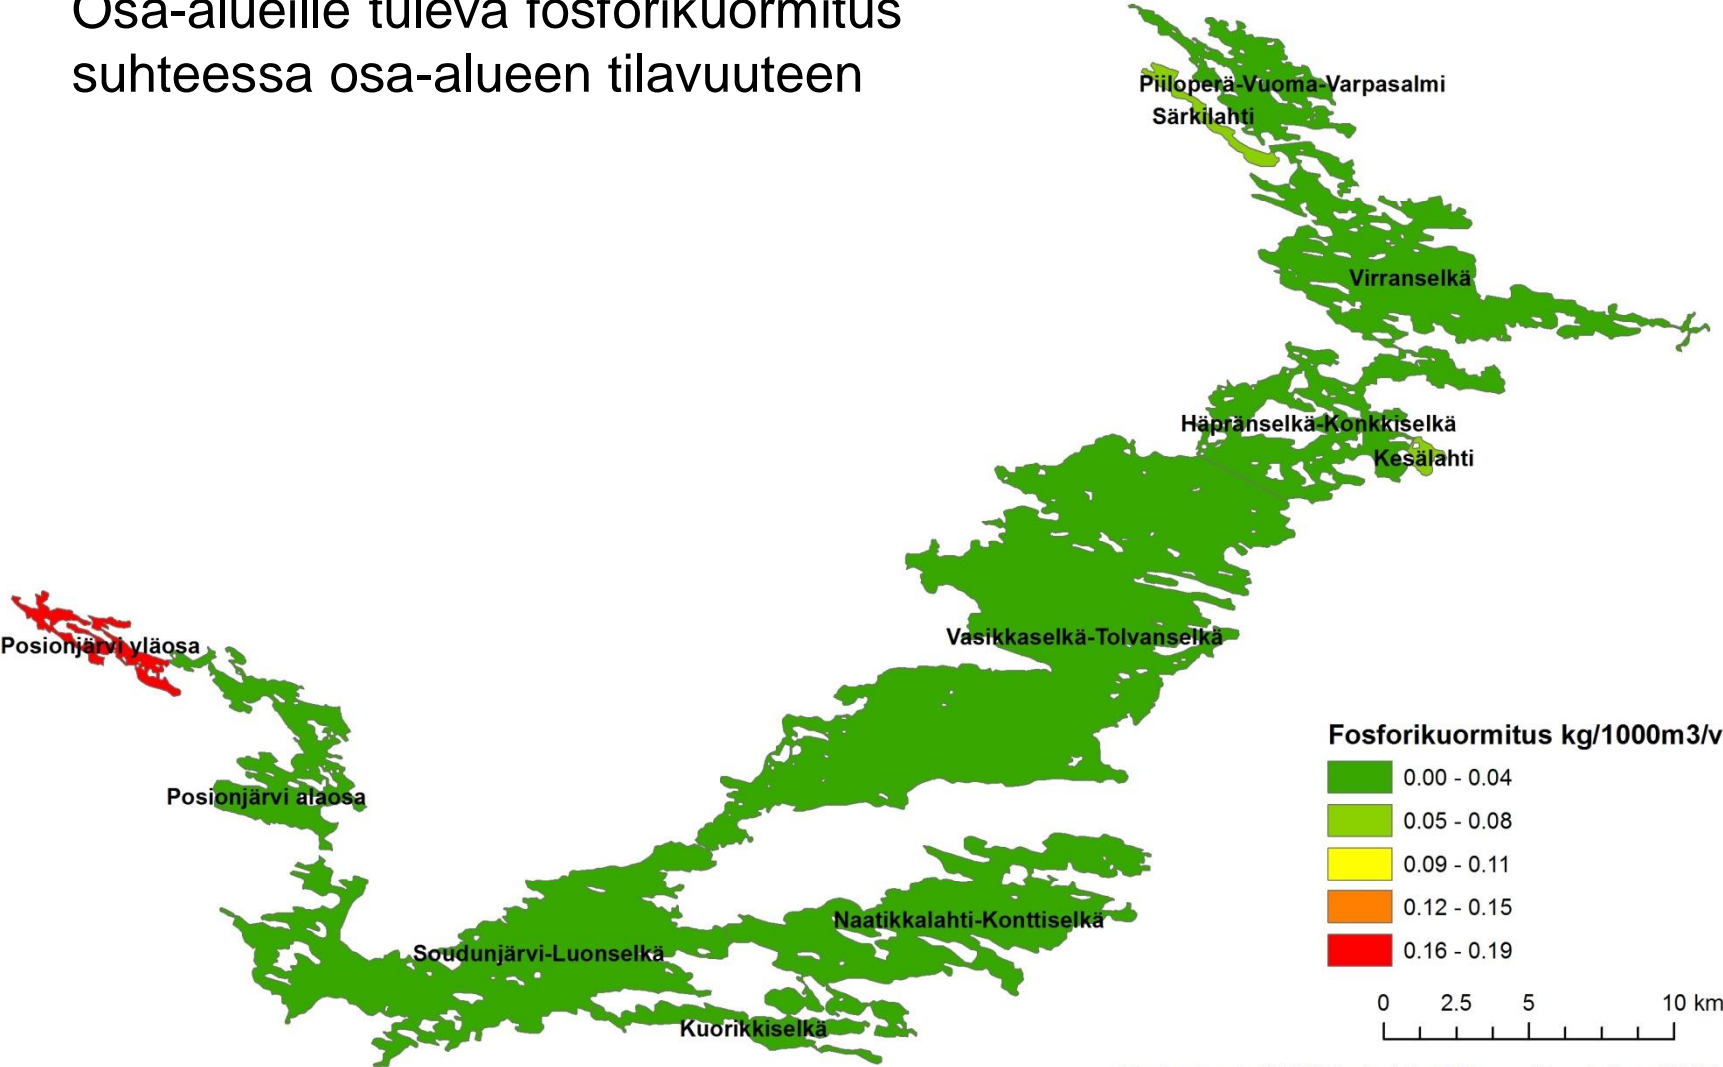 Osa-alueille tuleva fosforikuormitus
suhteessa osa-alueen tilavuuteen
Piiloperä-Vuoma-Varpasalmi
Särkilahti
Virranselkä
Häpränselkä-Konkkiselkä
Kesälahti
Vasikkaselkä-Tolvanselkä
Posionjärvi yläosa
Posionjärvi alaosa
Naatikkalahti-Konttiselkä
Soudunjärvi-Luonselkä
Kuorikkiselkä
Fosforikuormitus kg/1000m3/v
0.00 - 0.04
0.05 - 0.08
0.09 - 0.11
0.12 - 0.15
0.16 - 0.19
0 2.5 5 10 km